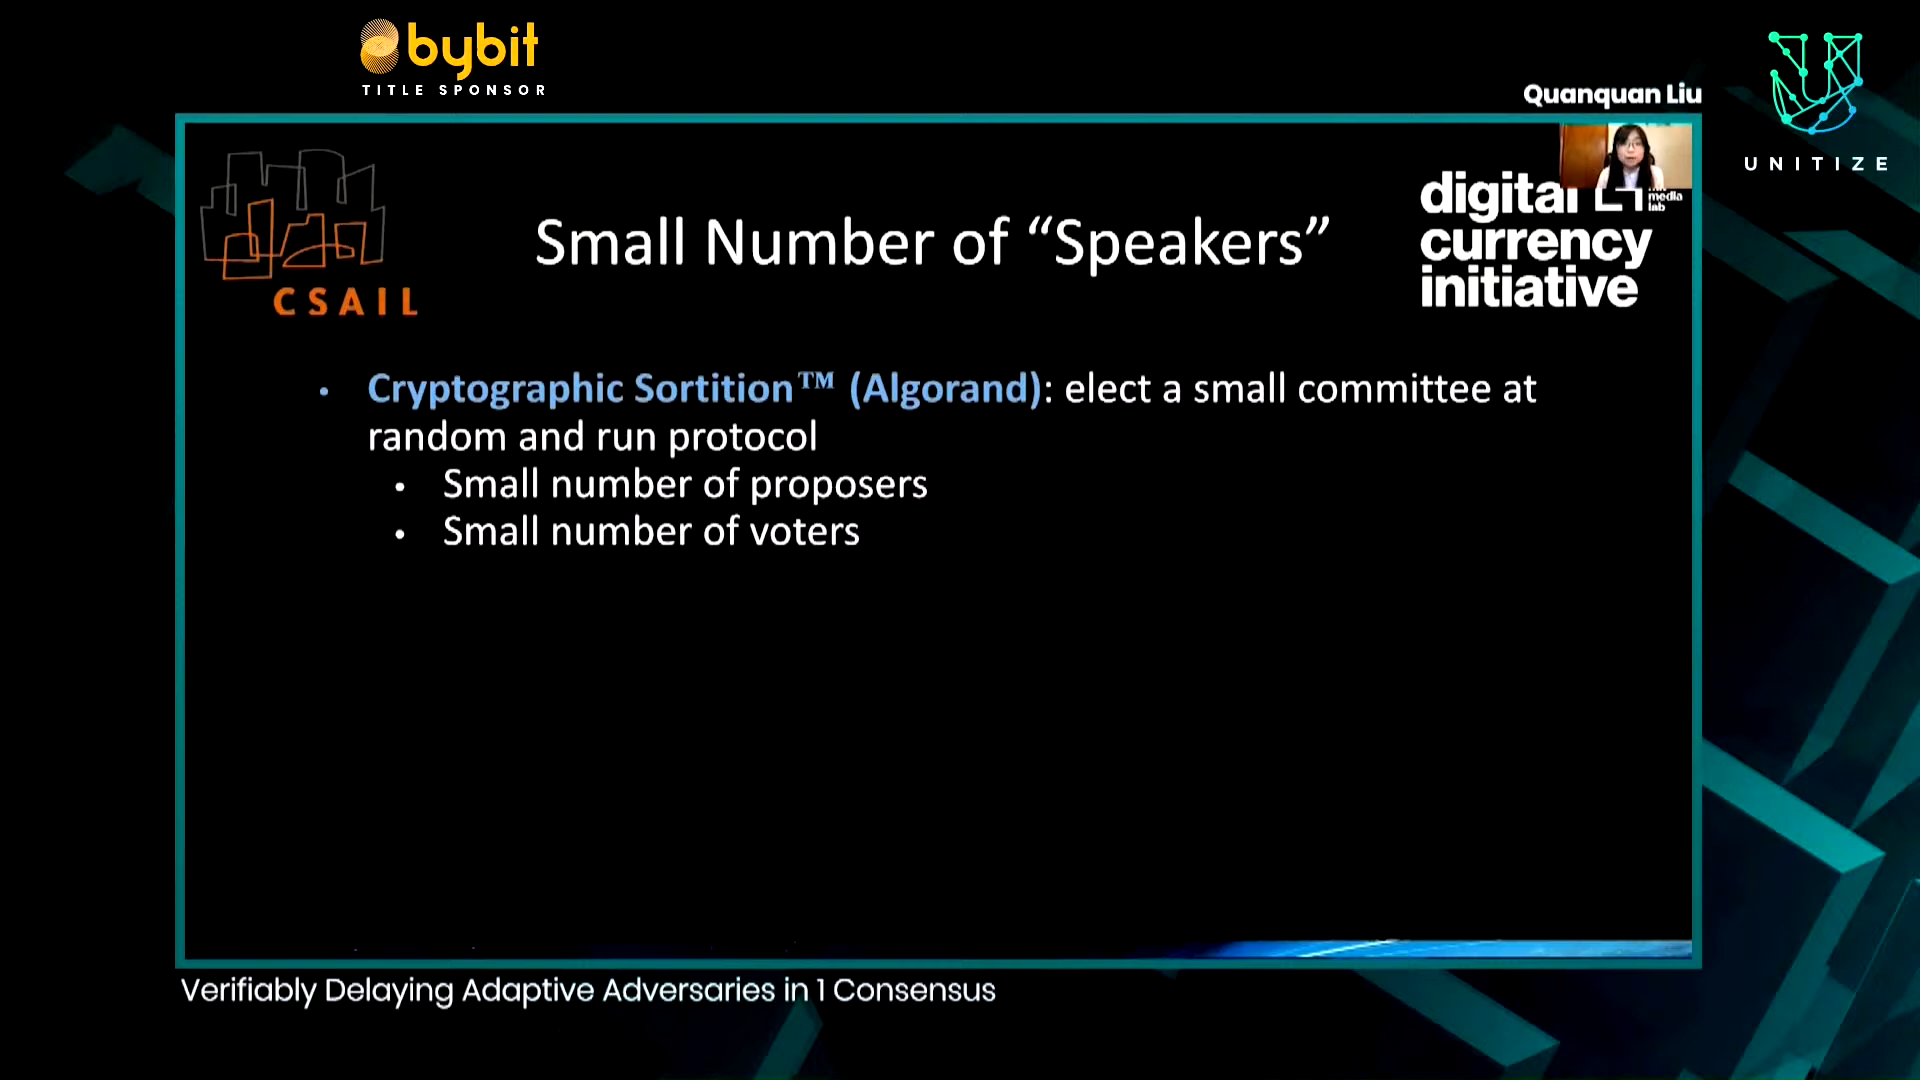 bybit
TITLE SPONSOR
Quanquan Liu
UNITIZE
CSAIL
Small Number of “Speakers”
digital
currency
initiative
media
lab
• Cryptographic Sortition™ (Algorand): elect a small committee at
random and run protocol
• Small number of proposers
• Small number of voters
Verifiably Delaying Adaptive Adversaries in 1 Consensus